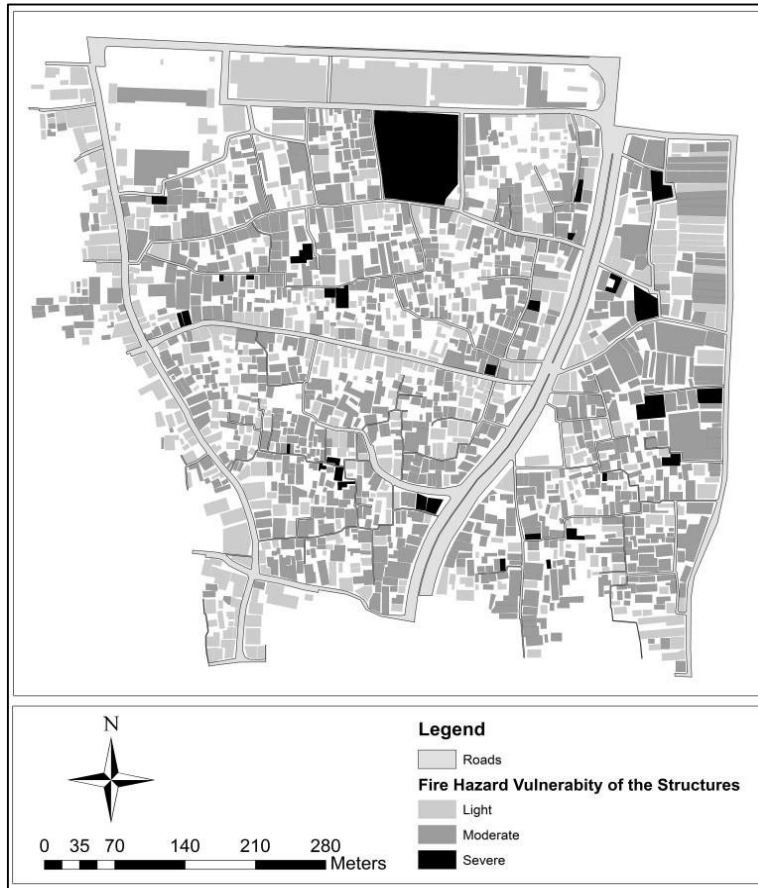 N
0 35 70 140 210 280
Meters
Legend
Roads
Fire Hazard Vulnerabity of the Structures
Light
Moderate
Severe